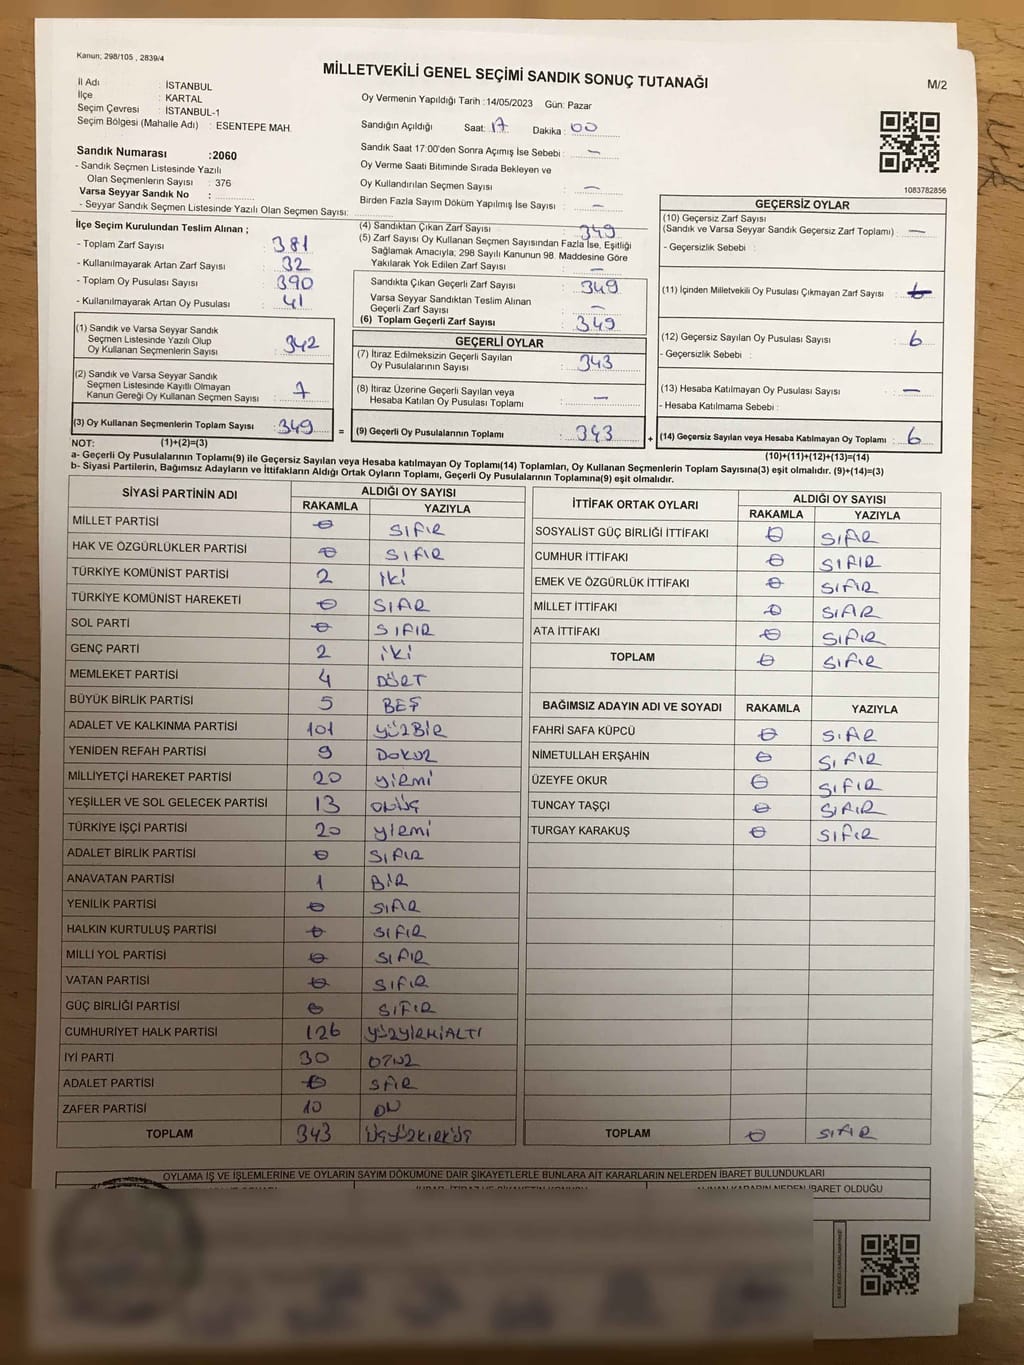 Kanun; 298/105 , 2839/4
MİLLETVEKİLİ GENEL SEÇİMİ SANDIK SONUÇ TUTANAĞI
M/2
İl Adı : İSTANBUL
İlçe : KARTAL
Seçim Çevresi : İSTANBUL-1
Seçim Bölgesi (Mahalle Adı) : ESENTEPE MAH.
Oy Vermenin Yapıldığı Tarih :14/05/2023 Gün: Pazar
Sandığın Açıldığı Saat: 17 Dakika : 00
Sandık Numarası :2060
- Sandık Seçmen Listesinde Yazılı
Olan Seçmenlerin Sayısı : 376
Varsa Seyyar Sandık No :
- Seyyar Sandık Seçmen Listesinde Yazılı Olan Seçmen Sayısı:
Sandık Saat 17:00'den Sonra Açmış İse Sebebi : —
Oy Verme Saati Bitiminde Sırada Bekleyen ve
Oy Kullandırılan Seçmen Sayısı : —
Birden Fazla Sayım Döküm Yapılmış İse Sayısı : —
1083782856
İlçe Seçim Kurulundan Teslim Alınan ;
- Toplam Zarf Sayısı : 381
- Kullanılmayarak Artan Zarf Sayısı : 32
- Toplam Oy Pusulası Sayısı : 390
- Kullanılmayarak Artan Oy Pusulası : 41
(1) Sandık ve Varsa Seyyar Sandık
Seçmen Listesinde Yazılı Olup
Oy Kullanan Seçmenlerin Sayısı : 342
(2) Sandık ve Varsa Seyyar Sandık
Seçmen Listesinde Kayıtlı Olmayan
Kanun Gereği Oy Kullanan Seçmen Sayısı : 7
(3) Oy Kullanan Seçmenlerin Toplam Sayısı : 349
(4) Sandıktan Çıkan Zarf Sayısı : 349
(5) Zarf Sayısı Oy Kullanan Seçmen Sayısından Fazla İse, Eşitliği
Sağlamak Amacıyla; 298 Sayılı Kanunun 98. Maddesine Göre
Yakılarak Yok Edilen Zarf Sayısı : —
Sandıkta Çıkan Geçerli Zarf Sayısı : 349
Varsa Seyyar Sandıktan Teslim Alınan
Geçerli Zarf Sayısı : —
(6) Toplam Geçerli Zarf Sayısı : 349
GEÇERLİ OYLAR
(7) İtiraz Edilmeksizin Geçerli Sayılan
Oy Pusulalarının Sayısı : 343
(8) İtiraz Üzerine Geçerli Sayılan veya
Hesaba Katılan Oy Pusulası Toplamı : —
= (9) Geçerli Oy Pusulalarının Toplamı : 343
GEÇERSİZ OYLAR
(10) Geçersiz Zarf Sayısı
(Sandık ve Varsa Seyyar Sandık Geçersiz Zarf Toplamı) : —
- Geçersizlik Sebebi :
(11) İçinden Milletvekili Oy Pusulası Çıkmayan Zarf Sayısı : 6
(12) Geçersiz Sayılan Oy Pusulası Sayısı : 6
- Geçersizlik Sebebi :
(13) Hesaba Katılmayan Oy Pusulası Sayısı : —
- Hesaba Katılmama Sebebi :
+ (14) Geçersiz Sayılan veya Hesaba Katılmayan Oy Toplamı : 6
NOT: (1)+(2)=(3)
(10)+(11)+(12)+(13)=(14)
a- Geçerli Oy Pusulalarının Toplamı(9) ile Geçersiz Sayılan veya Hesaba katılmayan Oy Toplamı(14) Toplamları, Oy Kullanan Seçmenlerin Toplam Sayısına(3) eşit olmalıdır. (9)+(14)=(3)
b- Siyasi Partilerin, Bağımsız Adayların ve İttifakların Aldığı Ortak Oyların Toplamı, Geçerli Oy Pusulalarının Toplamına(9) eşit olmalıdır.
SİYASİ PARTİNİN ADI ALDIĞI OY SAYISI
RAKAMLA YAZIYLA
MİLLET PARTİSİ 0 SIFIR
HAK VE ÖZGÜRLÜKLER PARTİSİ 0 SIFIR
TÜRKİYE KOMÜNİST PARTİSİ 2 İKİ
TÜRKİYE KOMÜNİST HAREKETİ 0 SIFIR
SOL PARTİ 0 SIFIR
GENÇ PARTİ 2 İKİ
MEMLEKET PARTİSİ 4 DÖRT
BÜYÜK BİRLİK PARTİSİ 5 BEŞ
ADALET VE KALKINMA PARTİSİ 101 YÜZBİR
YENİDEN REFAH PARTİSİ 9 DOKUZ
MİLLİYETÇİ HAREKET PARTİSİ 20 YİRMİ
YEŞİLLER VE SOL GELECEK PARTİSİ 13 ONÜÇ
TÜRKİYE İŞÇİ PARTİSİ 20 YİRMİ
ADALET BİRLİK PARTİSİ 0 SIFIR
ANAVATAN PARTİSİ 1 BİR
YENİLİK PARTİSİ 0 SIFIR
HALKIN KURTULUŞ PARTİSİ 0 SIFIR
MİLLİ YOL PARTİSİ 0 SIFIR
VATAN PARTİSİ 0 SIFIR
GÜÇ BİRLİĞİ PARTİSİ 0 SIFIR
CUMHURİYET HALK PARTİSİ 126 YÜZYİRMİALTI
İYİ PARTİ 30 OTUZ
ADALET PARTİSİ 0 SIFIR
ZAFER PARTİSİ 10 ON
TOPLAM 343 ÜÇYÜZKIRKÜÇ
İTTİFAK ORTAK OYLARI ALDIĞI OY SAYISI
RAKAMLA YAZIYLA
SOSYALİST GÜÇ BİRLİĞİ İTTİFAKI 0 SIFIR
CUMHUR İTTİFAKI 0 SIFIR
EMEK VE ÖZGÜRLÜK İTTİFAKI 0 SIFIR
MİLLET İTTİFAKI 0 SIFIR
ATA İTTİFAKI 0 SIFIR
TOPLAM 0 SIFIR
BAĞIMSIZ ADAYIN ADI VE SOYADI RAKAMLA YAZIYLA
FAHRİ SAFA KÜPCÜ 0 SIFIR
NİMETULLAH ERŞAHİN 0 SIFIR
ÜZEYFE OKUR 0 SIFIR
TUNCAY TAŞÇI 0 SIFIR
TURGAY KARAKUŞ 0 SIFIR
TOPLAM 0 SIFIR
OYLAMA İŞ VE İŞLEMLERİNE VE OYLARIN SAYIM DÖKÜMÜNE DAİR ŞİKAYETLERLE BUNLARA AİT KARARLARIN NELERDEN İBARET BULUNDUKLARI
ALINAN KARARIN NEDEN İBARET OLDUĞU